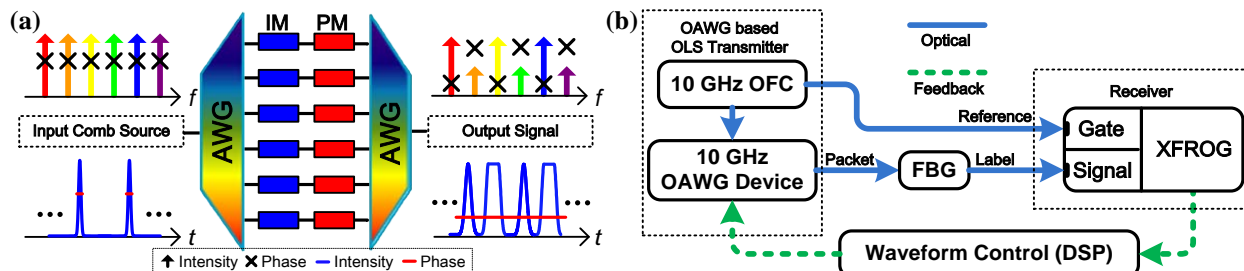 (a)
IM PM
f
f
Input Comb Source
AWG
AWG
Output Signal
t
t
Intensity Phase Intensity Phase
(b)
OAWG based
OLS Transmitter
10 GHz OFC
10 GHz
OAWG Device
Optical
Feedback
Receiver
Reference
Gate
Signal
XFROG
Packet
FBG
Label
Waveform Control (DSP)